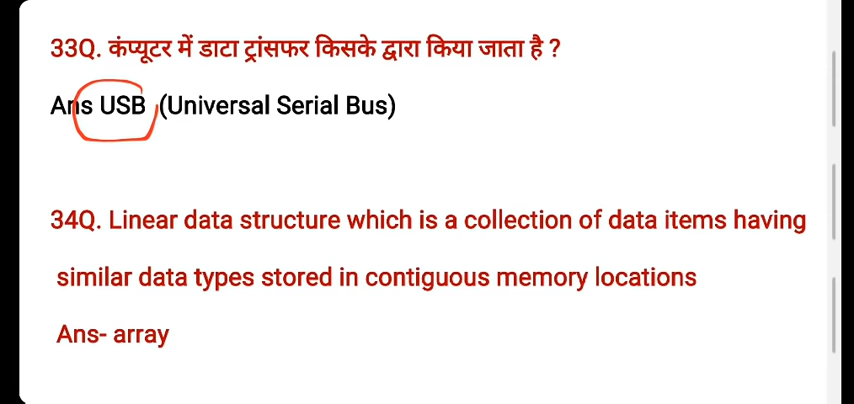 33Q. कंप्यूटर में डाटा ट्रांसफर किसके द्वारा किया जाता है ?
Ans USB (Universal Serial Bus)
34Q. Linear data structure which is a collection of data items having
similar data types stored in contiguous memory locations
Ans- array